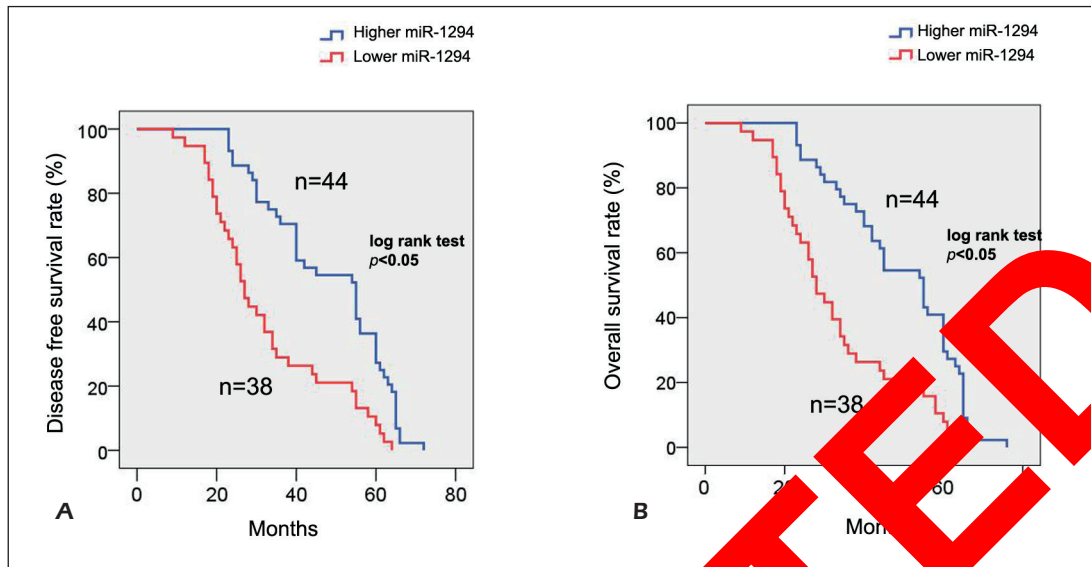 Higher miR-1294
Lower miR-1294
Disease free survival rate (%)
100
80
60
40
20
0
n=44
log rank test
p<0.05
n=38
0 20 40 60 80
Months
A
Higher miR-1294
Lower miR-1294
Overall survival rate (%)
100
80
60
40
20
0
n=44
log rank test
p<0.05
n=38
0 60
B
TED